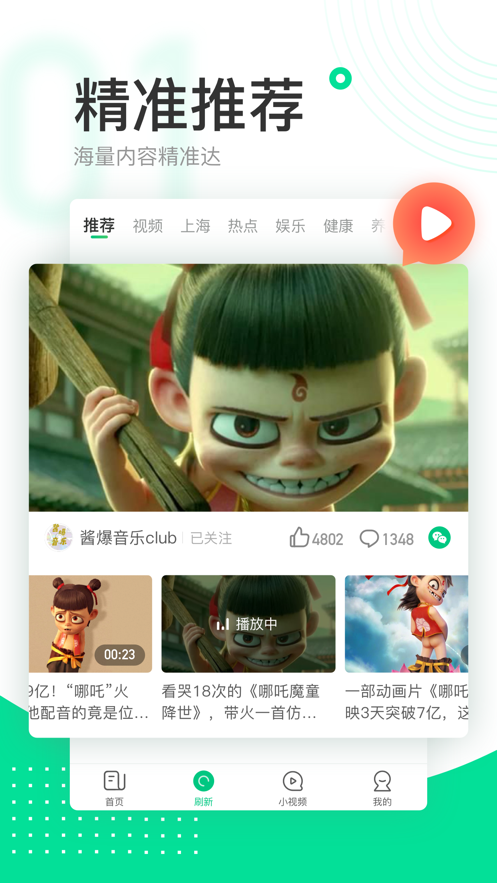 01
精准推荐
海量内容精准达
推荐 视频 上海 热点 娱乐 健康 养
酱爆音乐club 已关注 4802 1348
00:23
播放中
9亿！“哪吒”火
他配音的竟是位...
看哭18次的《哪吒魔童
降世》，带火一首仿...
一部动画片《哪吒
映3天突破7亿，这
首页 刷新 小视频 我的